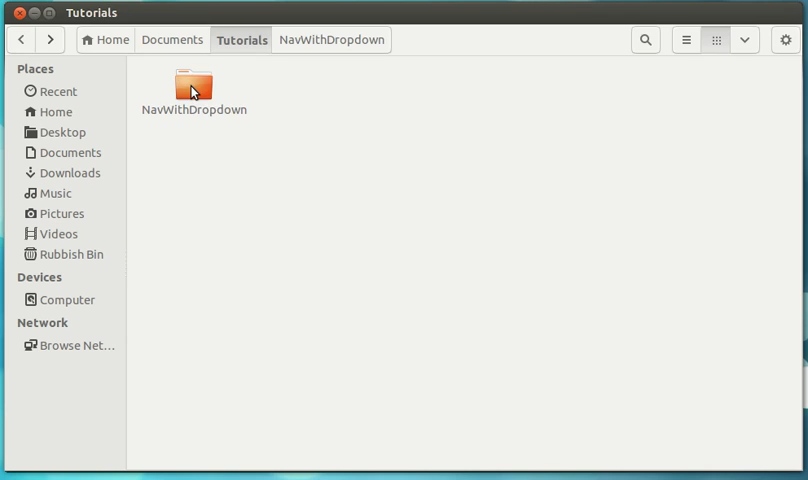 Tutorials
Home Documents Tutorials NavWithDropdown
Places
Recent
Home
Desktop
Documents
Downloads
Music
Pictures
Videos
Rubbish Bin
Devices
Computer
Network
Browse Net...
NavWithDropdown